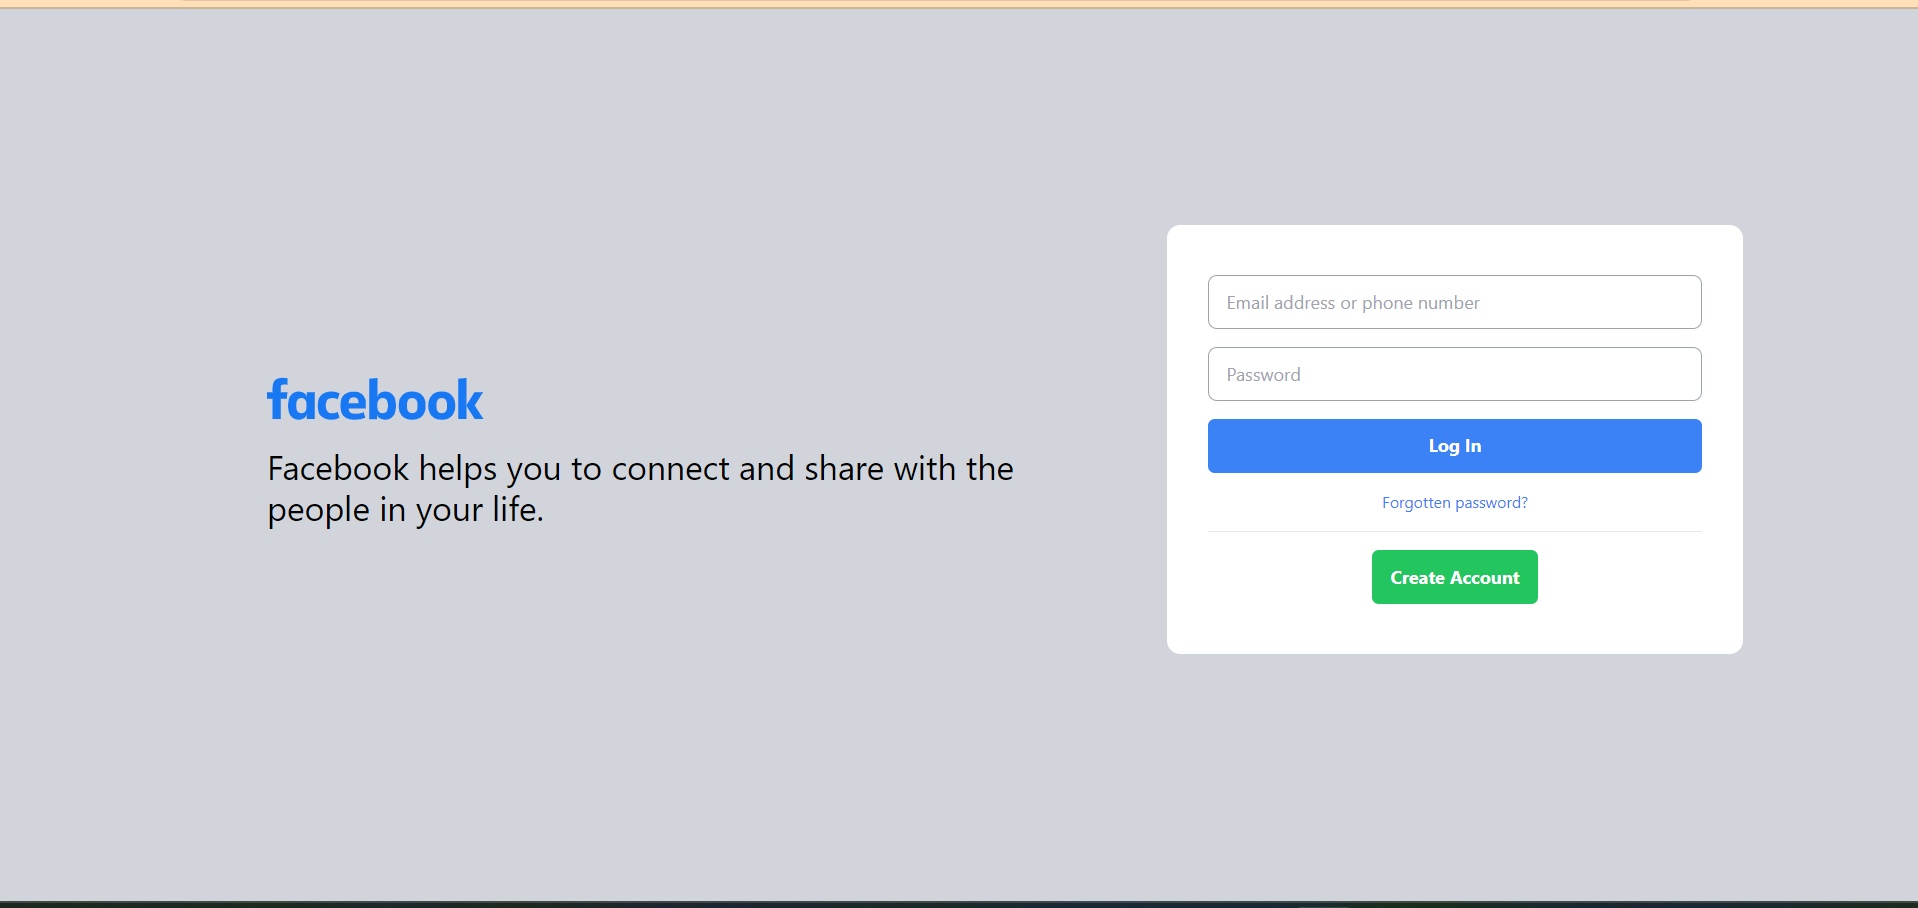 facebook
Facebook helps you to connect and share with the
people in your life.
Email address or phone number
Password
Log In
Forgotten password?
Create Account